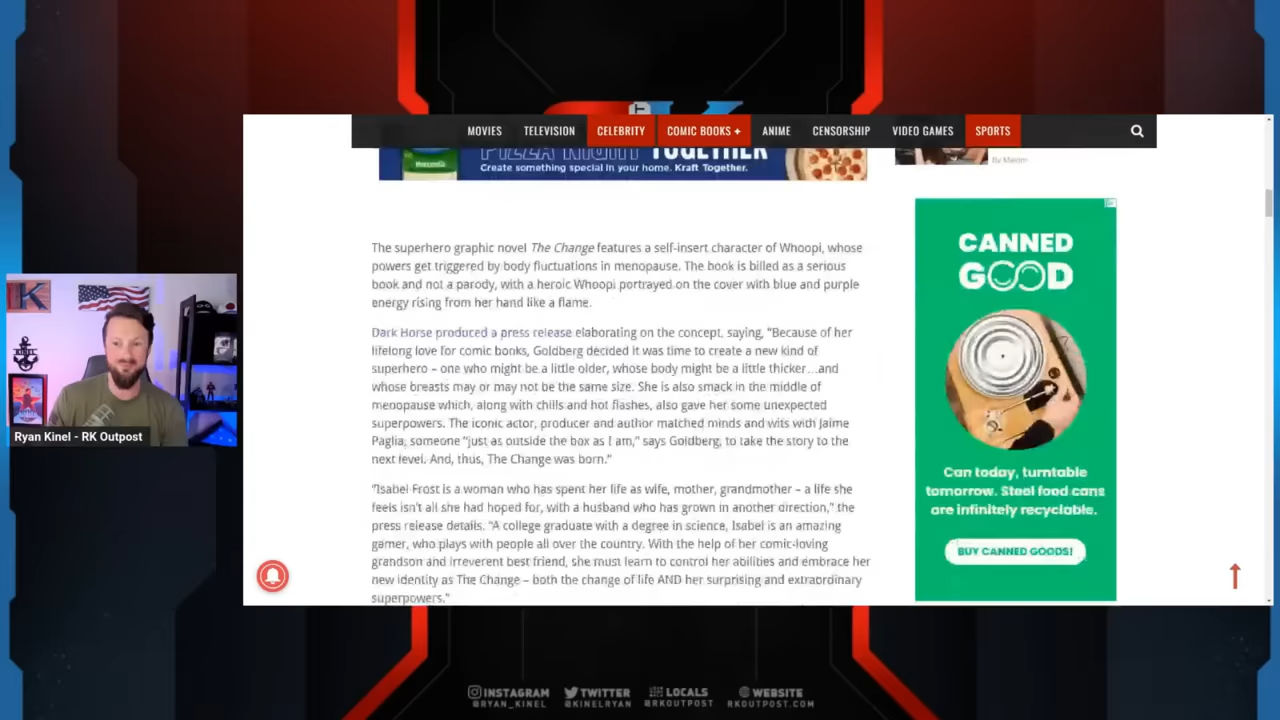 MOVIES TELEVISION CELEBRITY COMIC BOOKS + ANIME CENSORSHIP VIDEO GAMES SPORTS
PIZZA NIGHT TOGETHER
Create something special in your home. Kraft Together.
The superhero graphic novel The Change features a self-insert character of Whoopi, whose
powers get triggered by body fluctuations in menopause. The book is billed as a serious
book and not a parody, with a heroic Whoopi portrayed on the cover with blue and purple
energy rising from her hand like a flame.
Dark Horse produced a press release elaborating on the concept, saying, "Because of her
lifelong love for comic books, Goldberg decided it was time to create a new kind of
superhero – one who might be a little older, whose body might be a little thicker…and
whose breasts may or may not be the same size. She is also smack in the middle of
menopause which, along with chills and hot flashes, also gave her some unexpected
superpowers. The iconic actor, producer and author matched minds and wits with Jaime
Paglia, someone "just as outside the box as I am," says Goldberg, to take the story to the
next level. And, thus, The Change was born."
"Isabel Frost is a woman who has spent her life as wife, mother, grandmother – a life she
feels isn't all she had hoped for, with a husband who has grown in another direction," the
press release details. "A college graduate with a degree in science, Isabel is an amazing
gamer, who plays with people all over the country. With the help of her comic-loving
grandson and irreverent best friend, she must learn to control her abilities and embrace her
new identity as The Change – both the change of life AND her surprising and extraordinary
superpowers."
CANNED
GOOD
Can today, turntable
tomorrow. Steel food cans
are infinitely recyclable.
BUY CANNED GOODS!
Ryan Kinel - RK Outpost
INSTAGRAM
@RYAN_KINEL
TWITTER
@KINELRYAN
LOCALS
@RKOUTPOST
WEBSITE
RKOUTPOST.COM